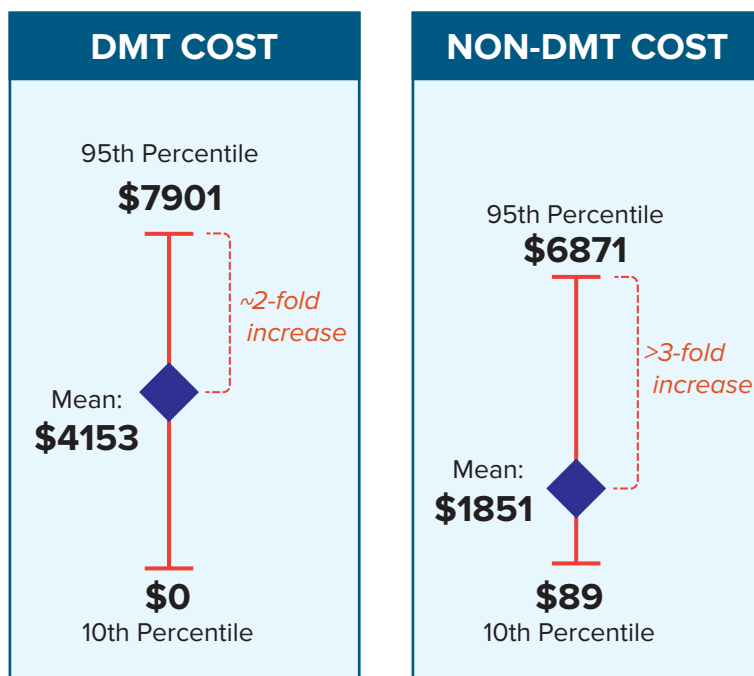 DMT COST
95th Percentile
$7901
~2-fold
increase
Mean:
$4153
$0
10th Percentile
NON-DMT COST
95th Percentile
$6871
>3-fold
increase
Mean:
$1851
$89
10th Percentile